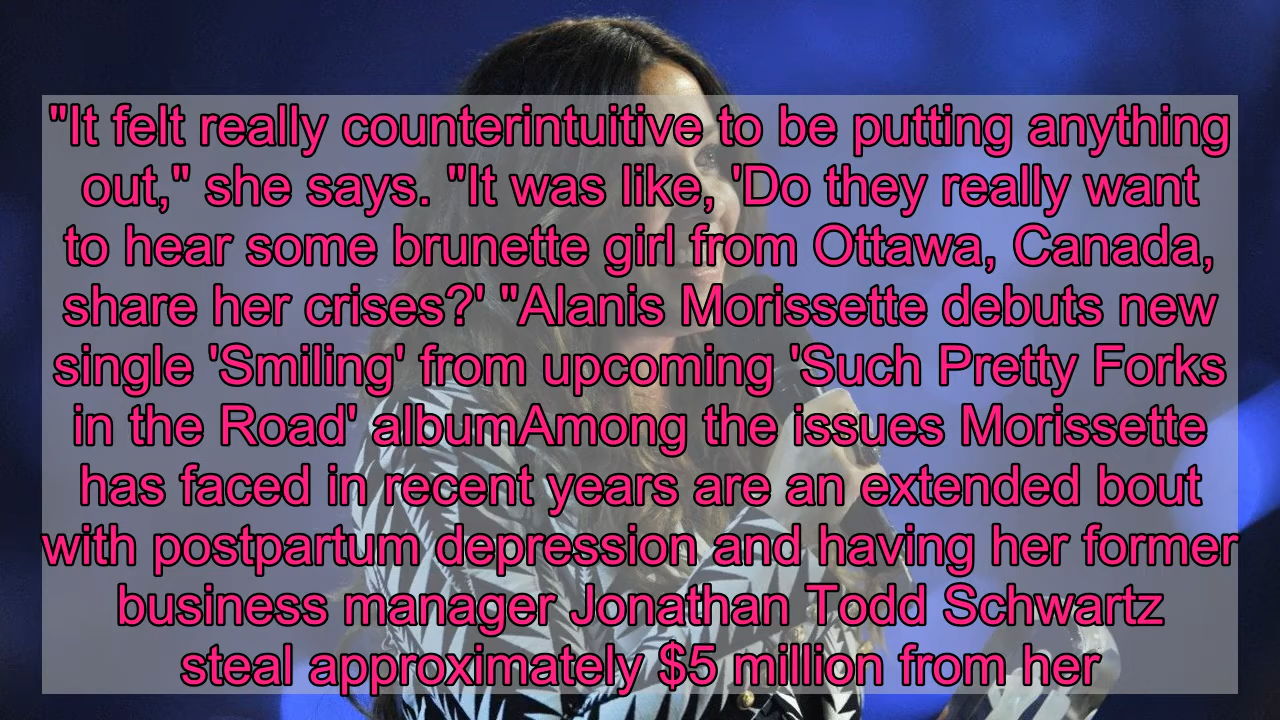 "It felt really counterintuitive to be putting anything
out," she says. "It was like, 'Do they really want
to hear some brunette girl from Ottawa, Canada,
share her crises?' "Alanis Morissette debuts new
single 'Smiling' from upcoming 'Such Pretty Forks
in the Road' albumAmong the issues Morissette
has faced in recent years are an extended bout
with postpartum depression and having her former
business manager Jonathan Todd Schwartz
steal approximately $5 million from her